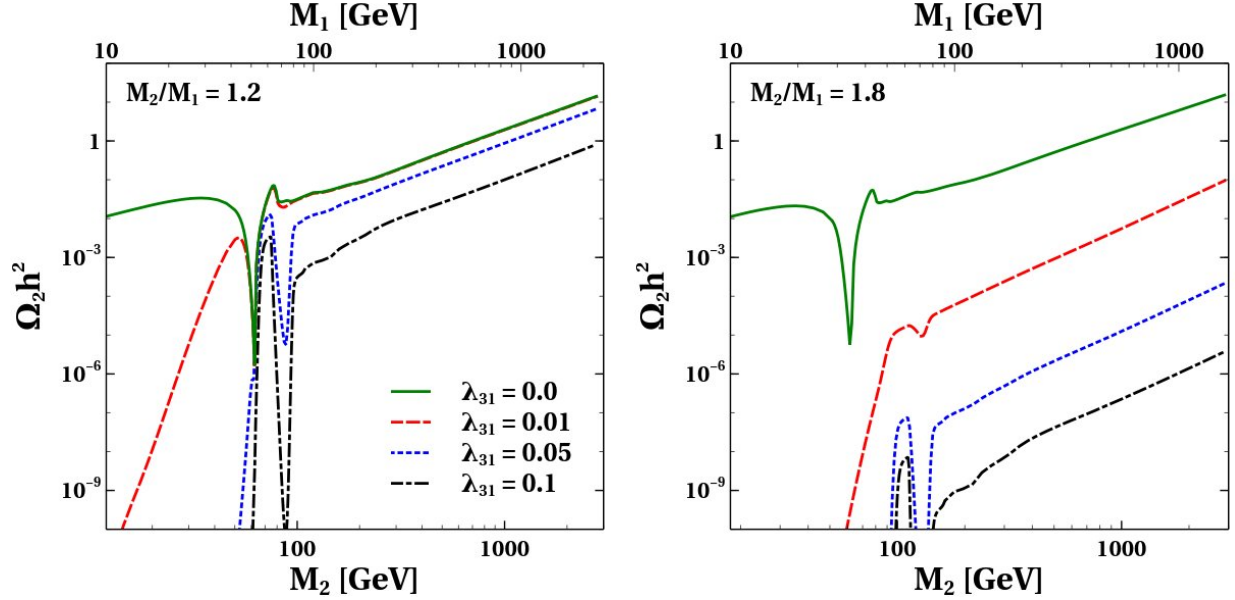 M₁ [GeV]
10 100 1000
M₂/M₁ = 1.2
1
10⁻³
10⁻⁶
10⁻⁹
Ω₂h²
λ₃₁ = 0.0
λ₃₁ = 0.01
λ₃₁ = 0.05
λ₃₁ = 0.1
100 1000
M₂ [GeV]
M₁ [GeV]
10 100 1000
M₂/M₁ = 1.8
1
10⁻³
10⁻⁶
10⁻⁹
Ω₂h²
100 1000
M₂ [GeV]